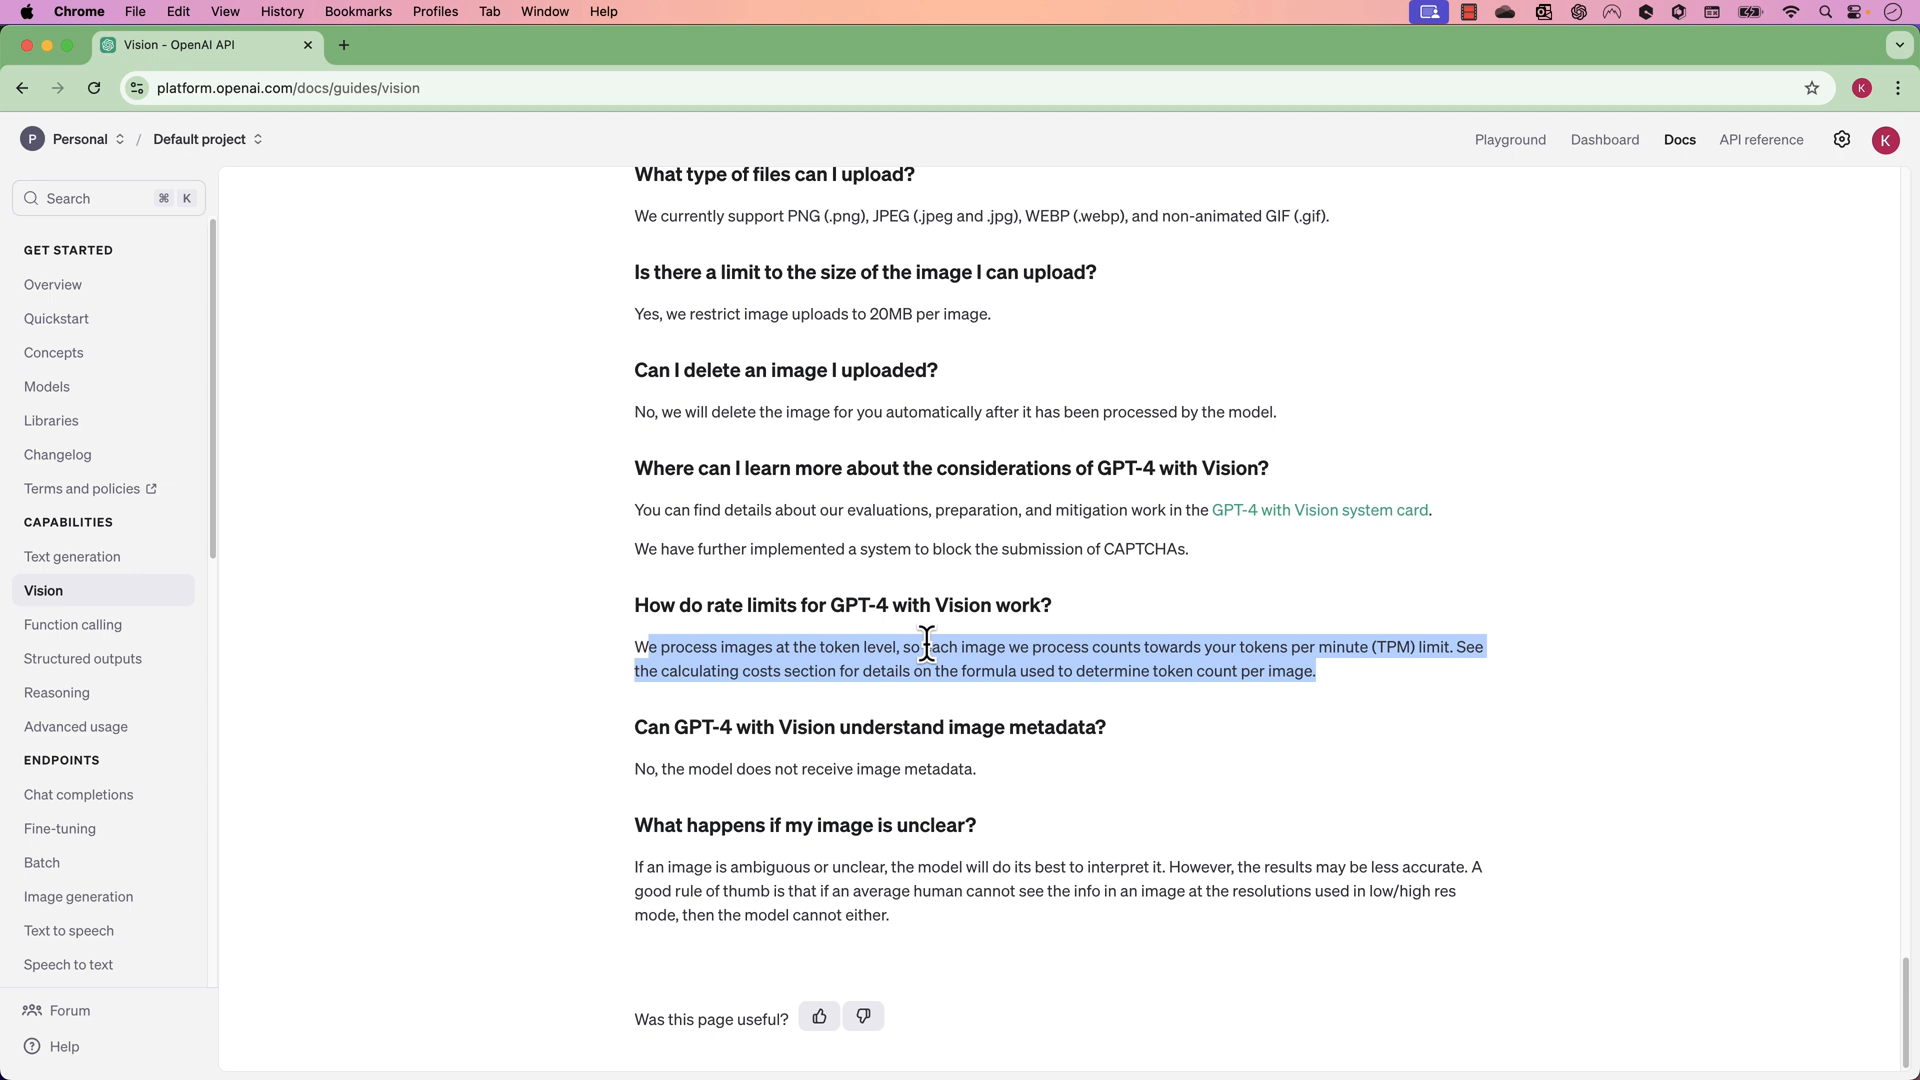 Chrome File Edit View History Bookmarks Profiles Tab Window Help
Vision - OpenAI API
platform.openai.com/docs/guides/vision
K
P Personal / Default project
Playground Dashboard Docs API reference K
Search ⌘ K
GET STARTED
Overview
Quickstart
Concepts
Models
Libraries
Changelog
Terms and policies
CAPABILITIES
Text generation
Vision
Function calling
Structured outputs
Reasoning
Advanced usage
ENDPOINTS
Chat completions
Fine-tuning
Batch
Image generation
Text to speech
Speech to text
Forum
Help
What type of files can I upload?
We currently support PNG (.png), JPEG (.jpeg and .jpg), WEBP (.webp), and non-animated GIF (.gif).
Is there a limit to the size of the image I can upload?
Yes, we restrict image uploads to 20MB per image.
Can I delete an image I uploaded?
No, we will delete the image for you automatically after it has been processed by the model.
Where can I learn more about the considerations of GPT-4 with Vision?
You can find details about our evaluations, preparation, and mitigation work in the GPT-4 with Vision system card.
We have further implemented a system to block the submission of CAPTCHAs.
How do rate limits for GPT-4 with Vision work?
We process images at the token level, so each image we process counts towards your tokens per minute (TPM) limit. See
the calculating costs section for details on the formula used to determine token count per image.
Can GPT-4 with Vision understand image metadata?
No, the model does not receive image metadata.
What happens if my image is unclear?
If an image is ambiguous or unclear, the model will do its best to interpret it. However, the results may be less accurate. A
good rule of thumb is that if an average human cannot see the info in an image at the resolutions used in low/high res
mode, then the model cannot either.
Was this page useful?